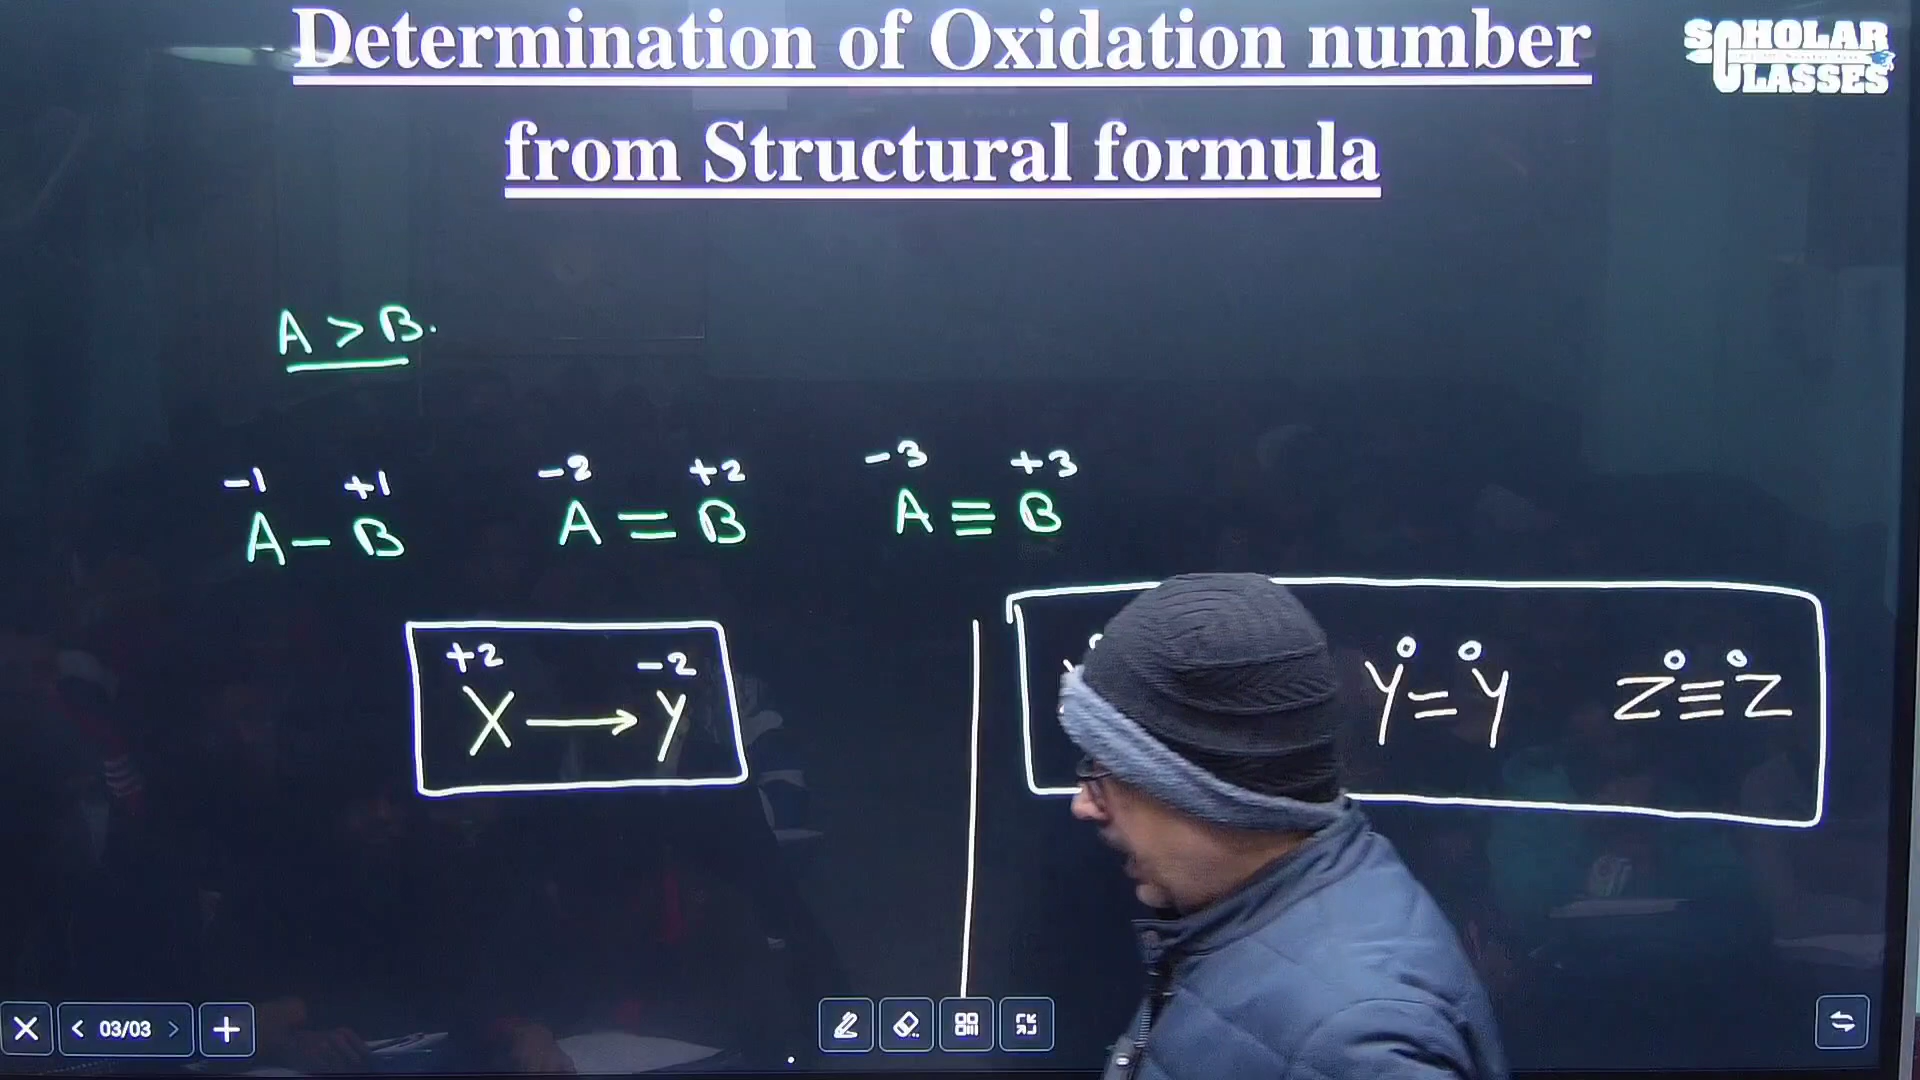 Determination of Oxidation number
from Structural formula
SCHOLAR
CLASSES
A > B.
-1 +1
A – B
-2 +2
A = B
-3 +3
A ≡ B
+2 -2
X ⟶ Y
0 0
Y = Y
0 0
Z ≡ Z
03/03